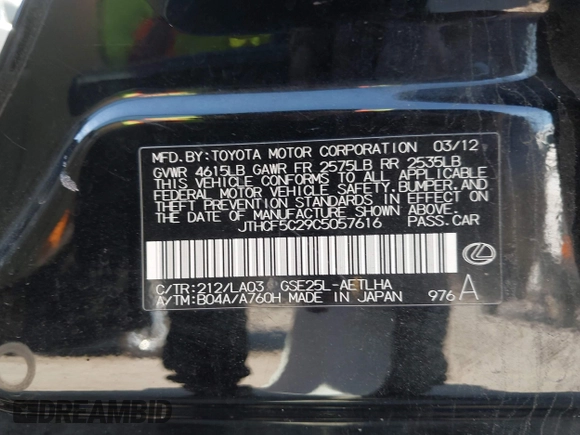 MFD.BY:TOYOTA MOTOR CORPORATION 03/12
GVWR 4615LB GAWR FR 2575LB RR 2535LB
THIS VEHICLE CONFORMS TO ALL APPLICABLE
FEDERAL MOTOR VEHICLE SAFETY,BUMPER,AND
THEFT PREVENTION STANDARDS IN EFFECT ON
THE DATE OF MANUFACTURE SHOWN ABOVE.
JTHCF5C29C5057616 PASS.CAR
C/TR:212/LA03 GSE25L-AETLHA
A/TM:B04A/A760H MADE IN JAPAN 976 A
DREAMBID